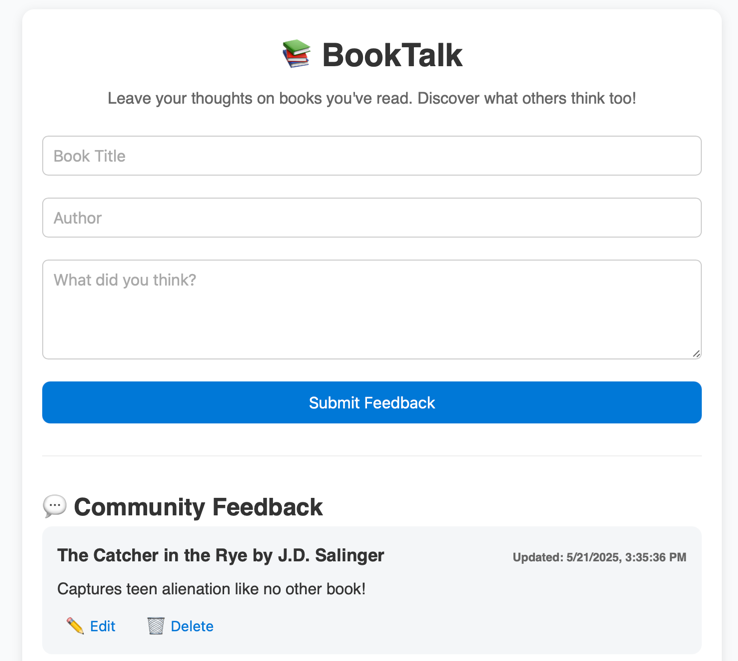 📚 BookTalk
Leave your thoughts on books you've read. Discover what others think too!
Book Title
Author
What did you think?
Submit Feedback
💬 Community Feedback
The Catcher in the Rye by J.D. Salinger
Updated: 5/21/2025, 3:35:36 PM
Captures teen alienation like no other book!
✏️ Edit 🗑️ Delete